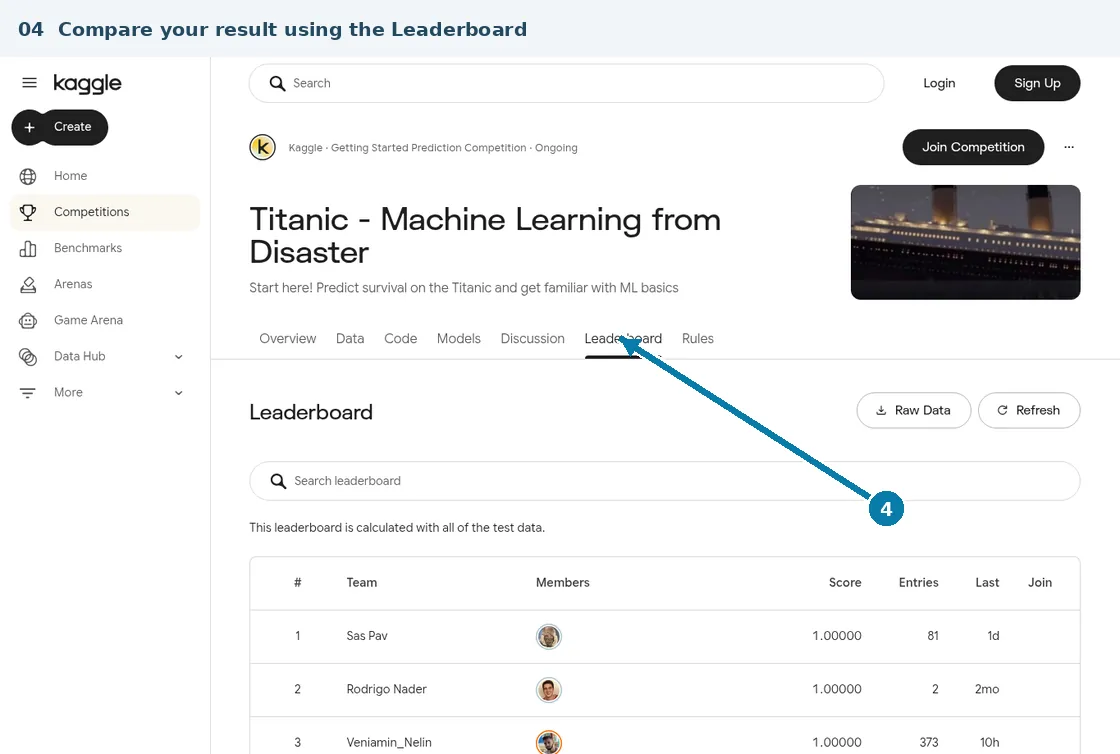 04 Compare your result using the Leaderboard
kaggle
Search
Login
Sign Up
Create
Home
Competitions
Benchmarks
Arenas
Game Arena
Data Hub
More
k
Kaggle · Getting Started Prediction Competition · Ongoing
Join Competition
...
Titanic - Machine Learning from
Disaster
Start here! Predict survival on the Titanic and get familiar with ML basics
Overview Data Code Models Discussion Leaderboard Rules
Leaderboard
Raw Data
Refresh
Search leaderboard
4
This leaderboard is calculated with all of the test data.
# Team Members Score Entries Last Join
1 Sas Pav 1.00000 81 1d
2 Rodrigo Nader 1.00000 2 2mo
3 Veniamin_Nelin 1.00000 373 10h